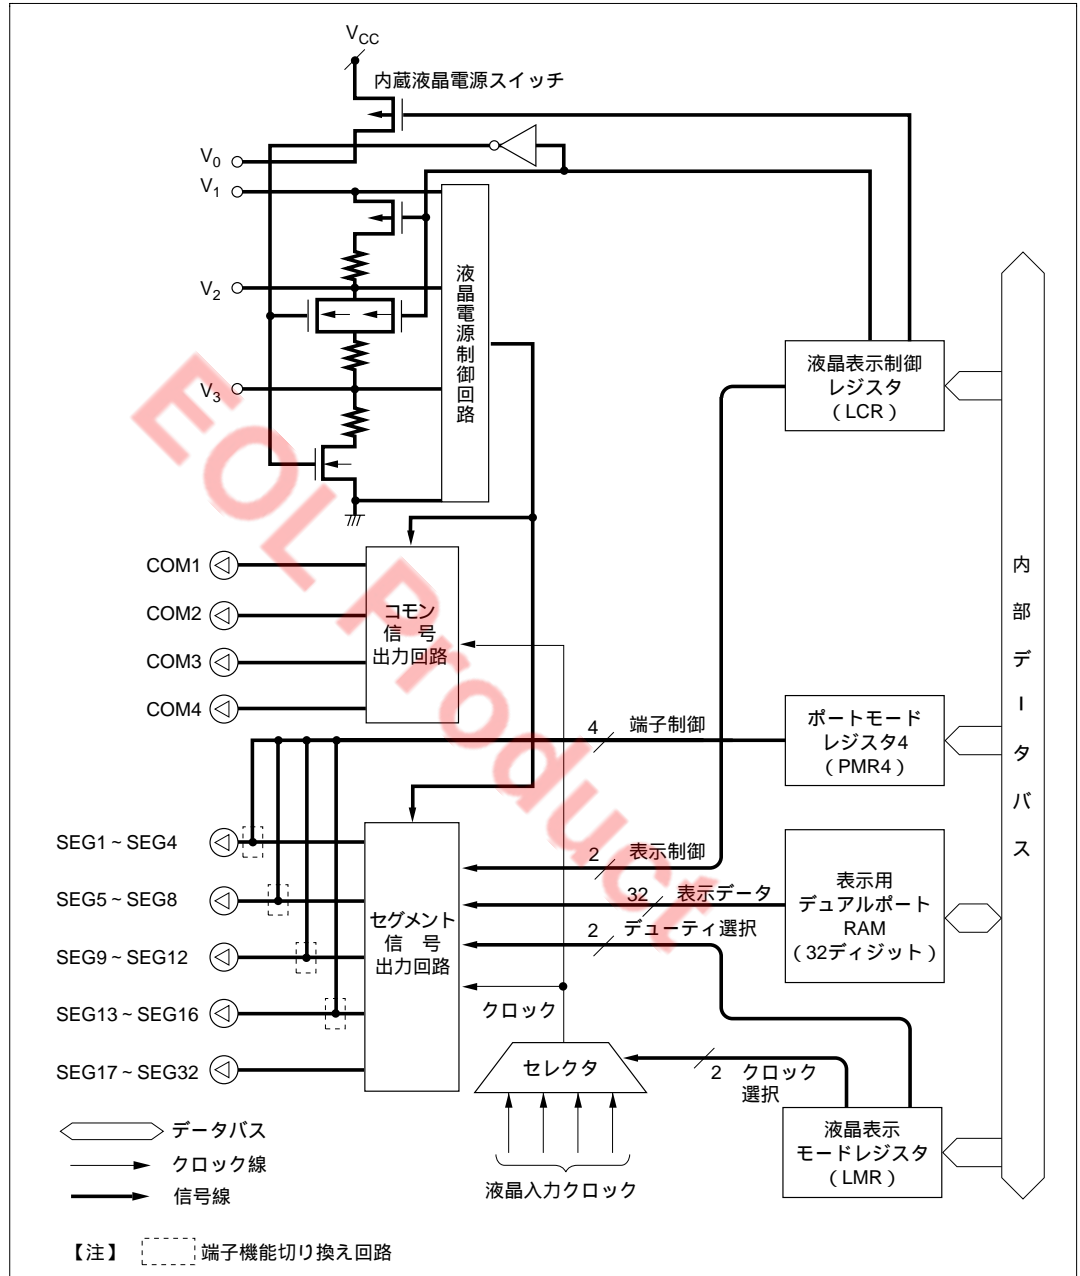 VCC
内蔵液晶電源スイッチ
V0
V1
V2
V3
液晶電源制御回路
液晶表示制御
レジスタ
(LCR)
COM1
COM2
COM3
COM4
コモン
信 号
出力回路
4 端子制御
ポートモード
レジスタ4
(PMR4)
内部データバス
SEG1~SEG4
SEG5~SEG8
SEG9~SEG12
SEG13~SEG16
SEG17~SEG32
セグメント
信 号
出力回路
2 表示制御
32 表示データ
2 デューティ選択
クロック
表示用
デュアルポート
RAM
(32ディジット)
セレクタ
2 クロック
選択
液晶表示
モードレジスタ
(LMR)
液晶入力クロック
データバス
クロック線
信号線
【注】 端子機能切り換え回路
EOL Product